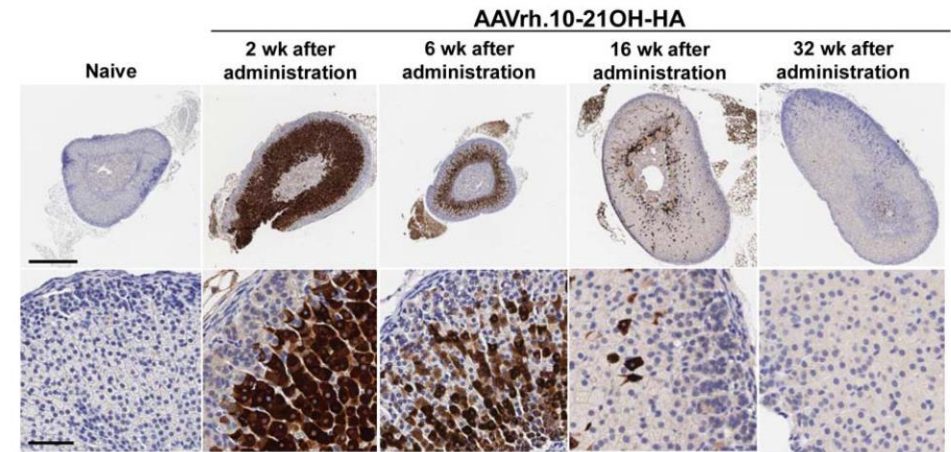 AAVrh.10-21OH-HA
Naive
2 wk after
administration
6 wk after
administration
16 wk after
administration
32 wk after
administration